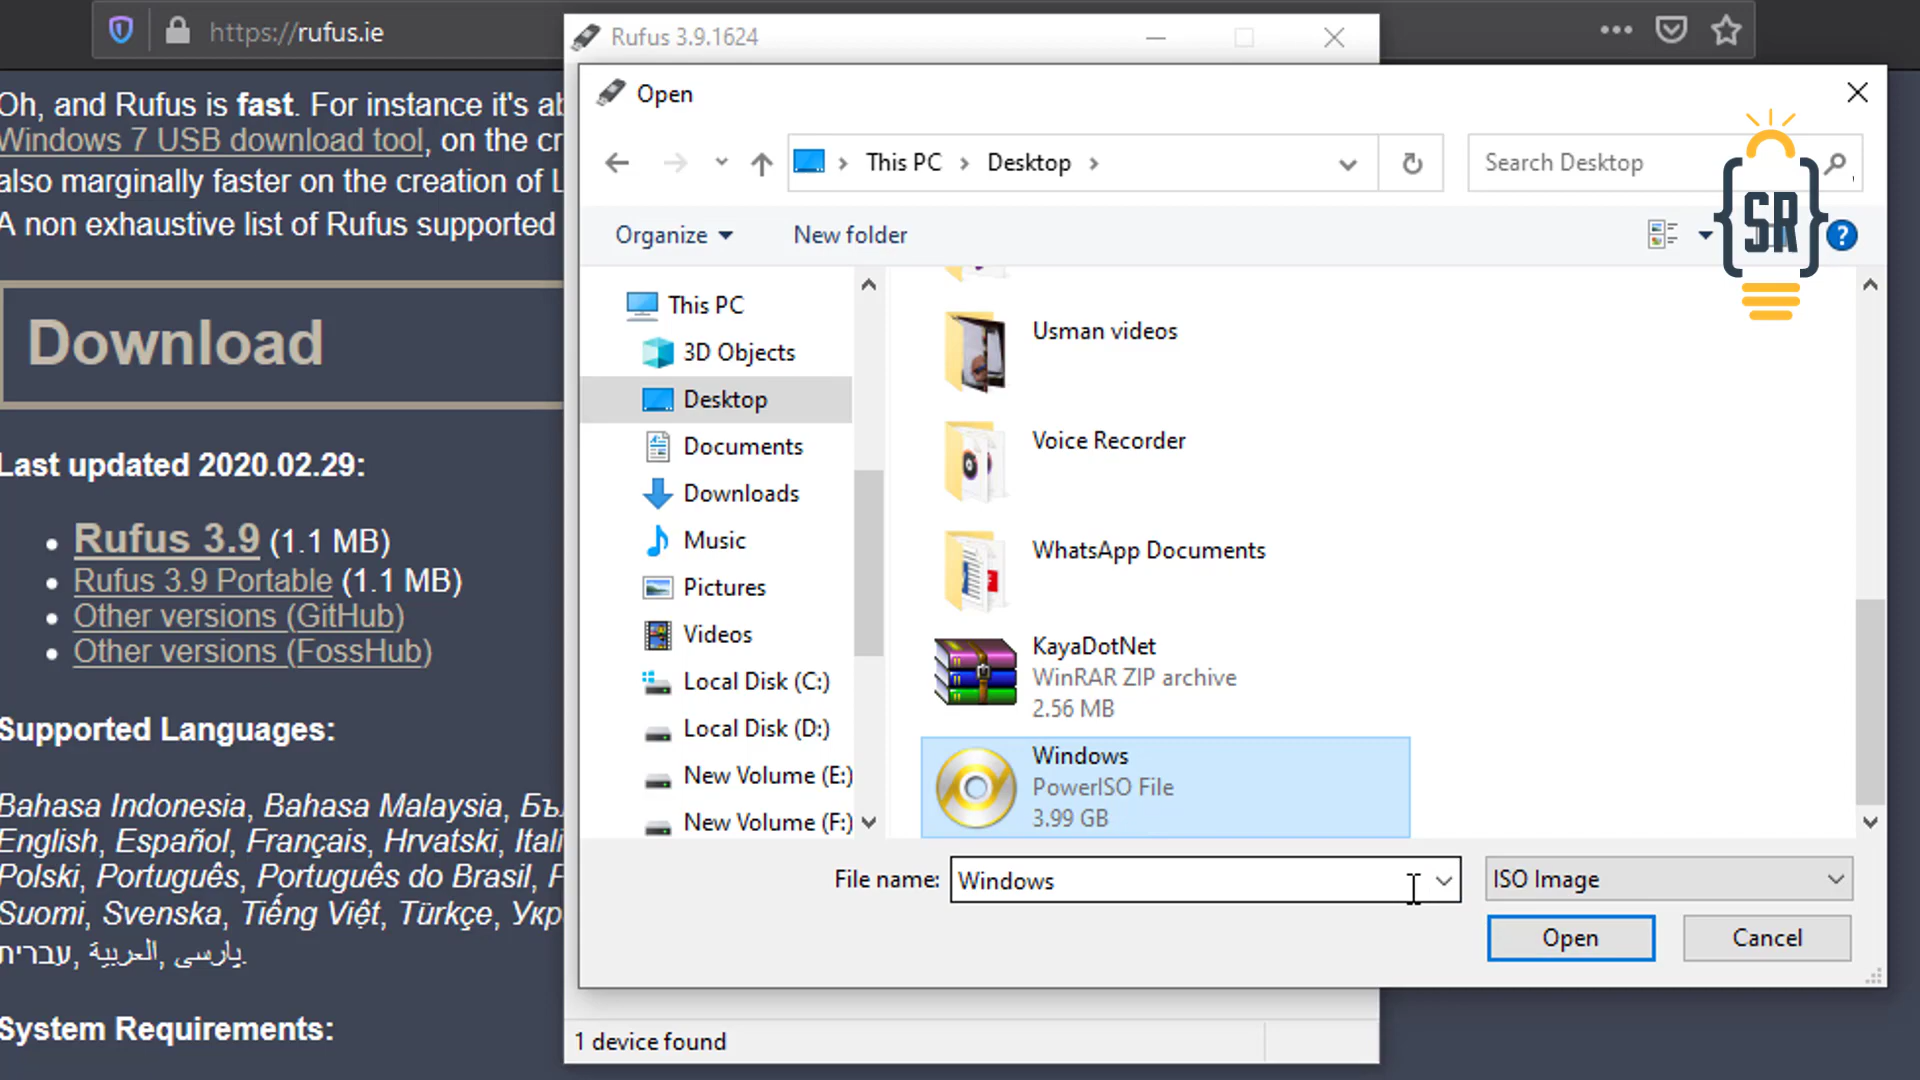 https://rufus.ie
Rufus 3.9.1624
Oh, and Rufus is fast. For instance it's ab
Windows 7 USB download tool, on the cr
also marginally faster on the creation of L
A non exhaustive list of Rufus supported
Download
Last updated 2020.02.29:
Rufus 3.9 (1.1 MB)
Rufus 3.9 Portable (1.1 MB)
Other versions (GitHub)
Other versions (FossHub)
Supported Languages:
Bahasa Indonesia, Bahasa Malaysia, Бъ
English, Español, Français, Hrvatski, Itali
Polski, Português, Português do Brasil,
Suomi, Svenska, Tiếng Việt, Türkçe, Укр
پارسی, العربية, עברית.
System Requirements:
Open
This PC
Desktop
Search Desktop
Organize
New folder
SR
?
This PC
3D Objects
Desktop
Documents
Downloads
Music
Pictures
Videos
Local Disk (C:)
Local Disk (D:)
New Volume (E:)
New Volume (F:)
Usman videos
Voice Recorder
WhatsApp Documents
KayaDotNet
WinRAR ZIP archive
2.56 MB
Windows
PowerISO File
3.99 GB
File name:
Windows
ISO Image
Open
Cancel
1 device found